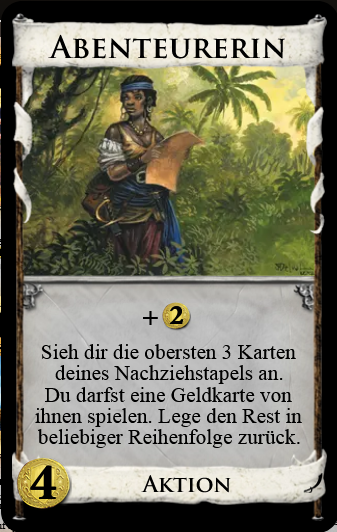 ABENTEURERIN
+ 2
Sieh dir die obersten 3 Karten
deines Nachziehstapels an.
Du darfst eine Geldkarte von
ihnen spielen. Lege den Rest in
beliebiger Reihenfolge zurück.
4
AKTION